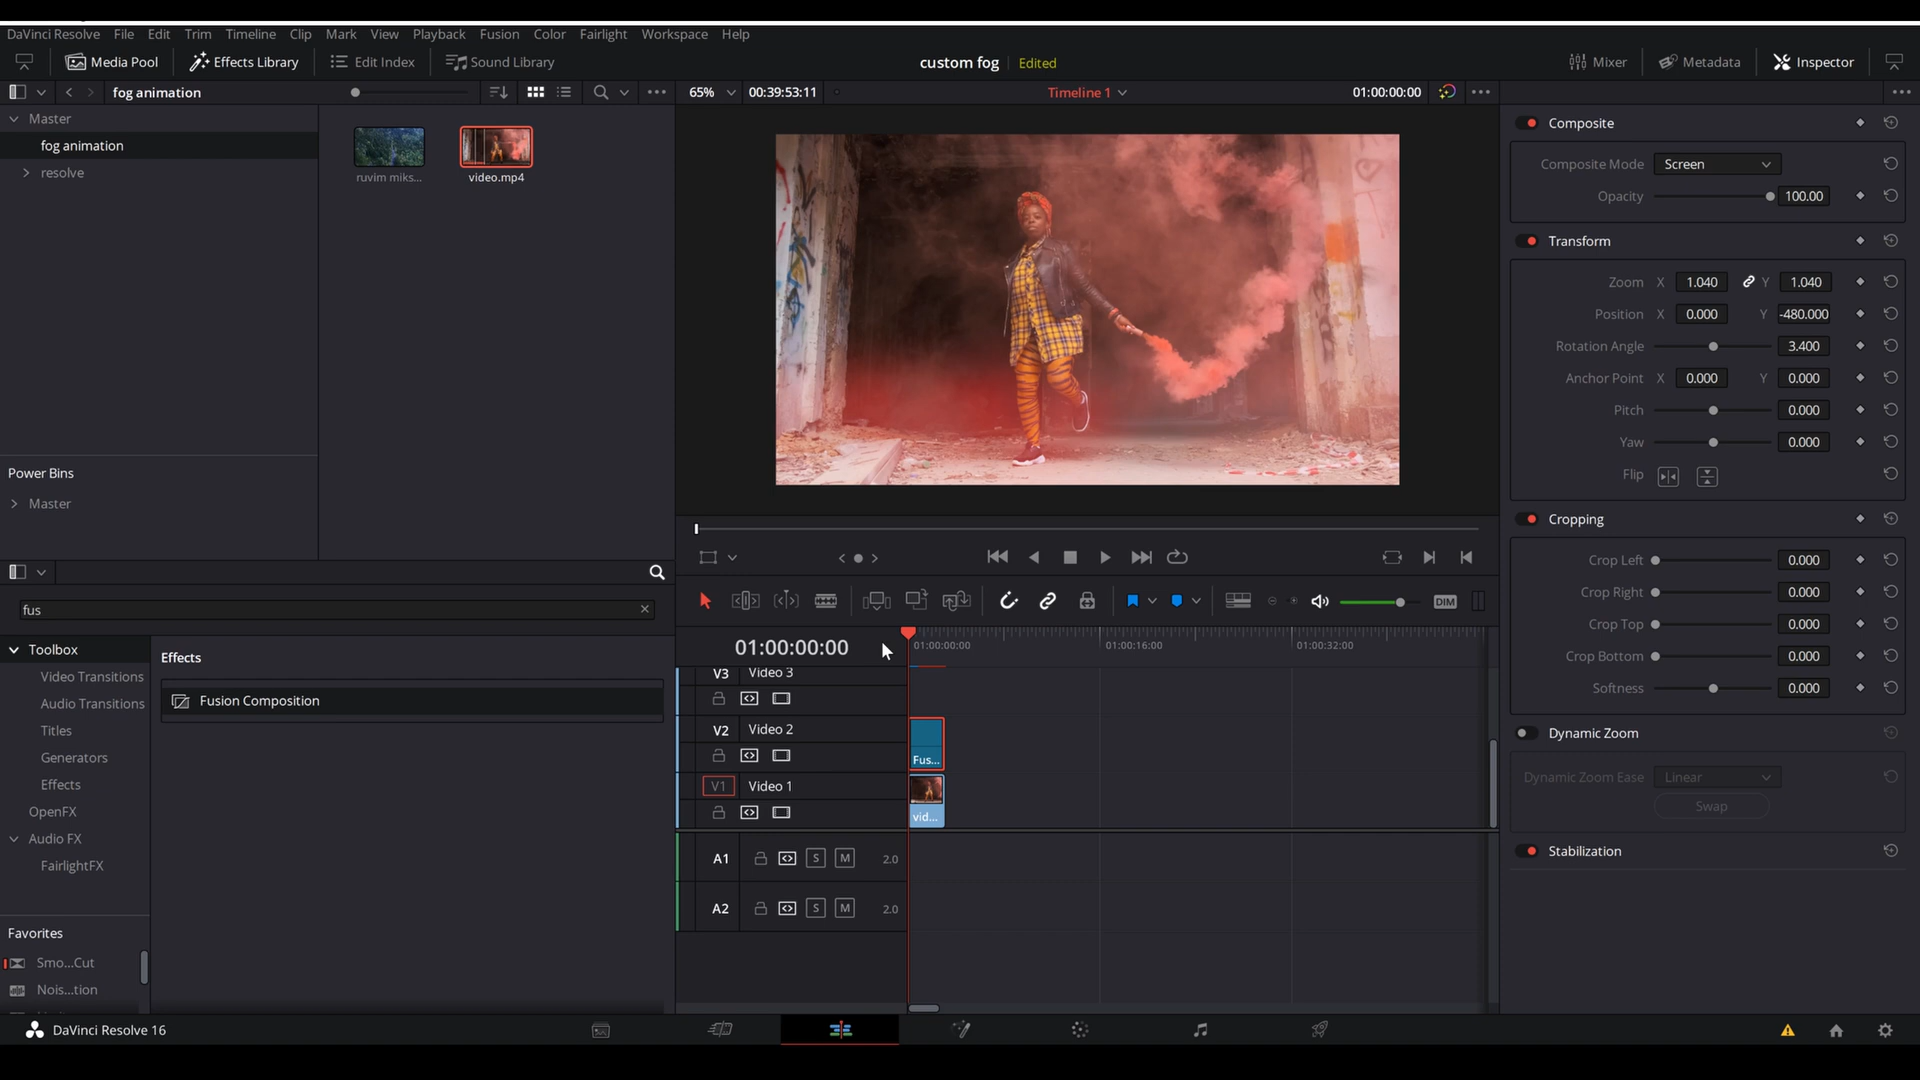 DaVinci Resolve File Edit Trim Timeline Clip Mark View Playback Fusion Color Fairlight Workspace Help
Media Pool Effects Library Edit Index Sound Library custom fog Edited Mixer Metadata Inspector
fog animation 65% 00:39:53:11 Timeline 1 01:00:00:00
Master
fog animation
resolve
ruvim miks...
video.mp4
Power Bins
Master
fus
Toolbox
Video Transitions
Audio Transitions
Titles
Generators
Effects
OpenFX
Audio FX
FairlightFX
Favorites
Smo...Cut
Nois...tion
Effects
Fusion Composition
DIM
01:00:00:00 01:00:00:00 01:00:16:00 01:00:32:00
V3 Video 3
V2 Video 2
Fus...
V1 Video 1
vid...
A1 S M 2.0
A2 S M 2.0
Composite
Composite Mode Screen
Opacity 100.00
Transform
Zoom X 1.040 Y 1.040
Position X 0.000 Y -480.000
Rotation Angle 3.400
Anchor Point X 0.000 Y 0.000
Pitch 0.000
Yaw 0.000
Flip
Cropping
Crop Left 0.000
Crop Right 0.000
Crop Top 0.000
Crop Bottom 0.000
Softness 0.000
Dynamic Zoom
Dynamic Zoom Ease Linear
Swap
Stabilization
DaVinci Resolve 16